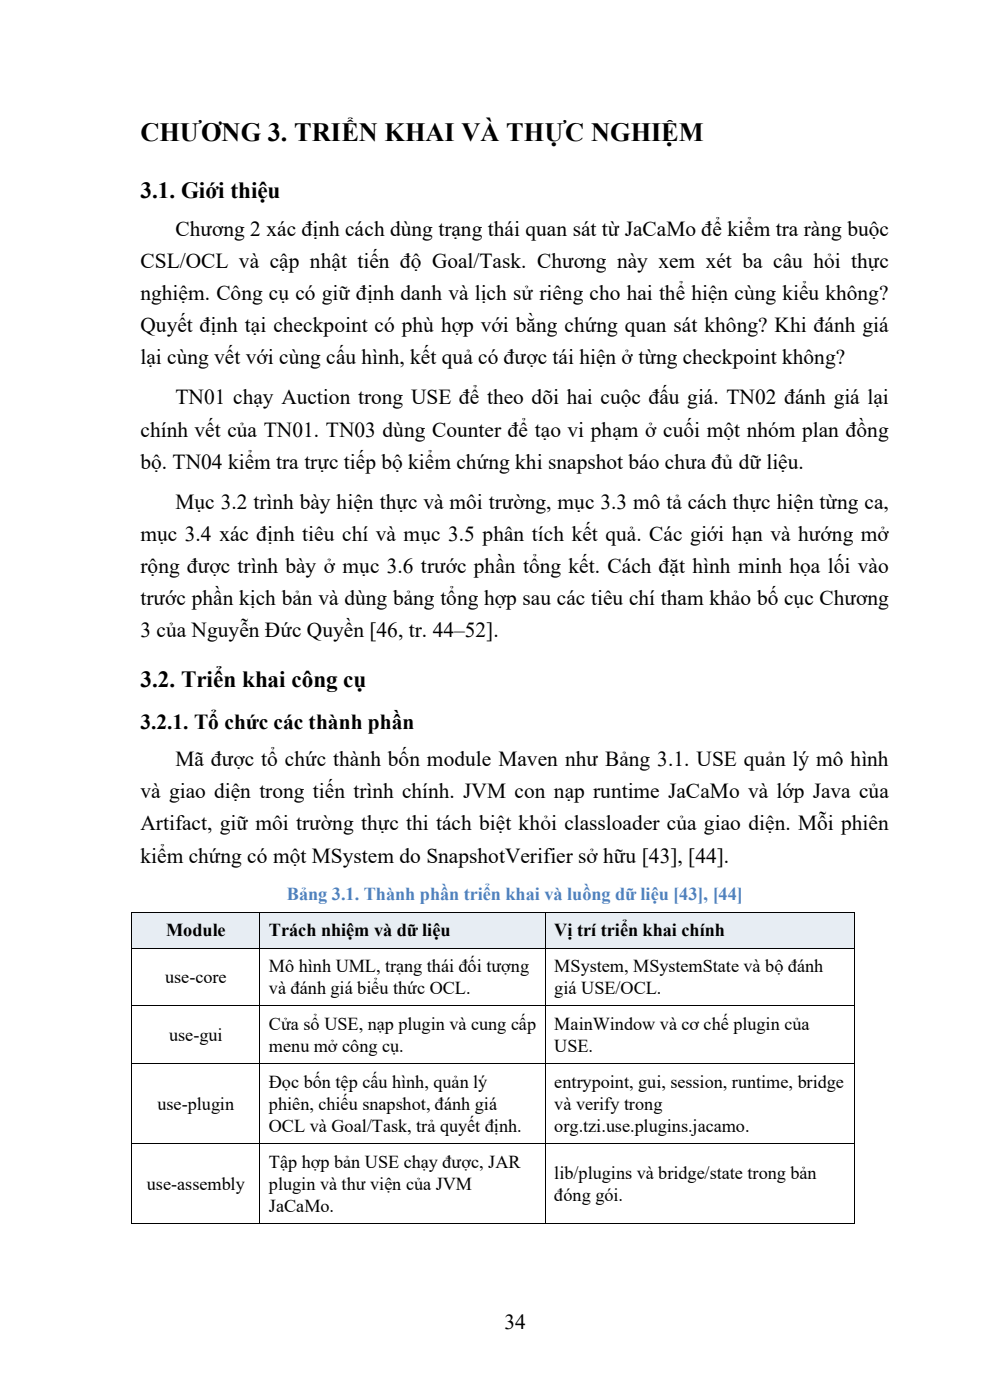 CHƯƠNG 3. TRIỂN KHAI VÀ THỰC NGHIỆM
3.1. Giới thiệu
Chương 2 xác định cách dùng trạng thái quan sát từ JaCaMo để kiểm tra ràng buộc
CSL/OCL và cập nhật tiến độ Goal/Task. Chương này xem xét ba câu hỏi thực
nghiệm. Công cụ có giữ định danh và lịch sử riêng cho hai thể hiện cùng kiểu không?
Quyết định tại checkpoint có phù hợp với bằng chứng quan sát không? Khi đánh giá
lại cùng vết với cùng cấu hình, kết quả có được tái hiện ở từng checkpoint không?
TN01 chạy Auction trong USE để theo dõi hai cuộc đấu giá. TN02 đánh giá lại
chính vết của TN01. TN03 dùng Counter để tạo vi phạm ở cuối một nhóm plan đồng
bộ. TN04 kiểm tra trực tiếp bộ kiểm chứng khi snapshot báo chưa đủ dữ liệu.
Mục 3.2 trình bày hiện thực và môi trường, mục 3.3 mô tả cách thực hiện từng ca,
mục 3.4 xác định tiêu chí và mục 3.5 phân tích kết quả. Các giới hạn và hướng mở
rộng được trình bày ở mục 3.6 trước phần tổng kết. Cách đặt hình minh họa lối vào
trước phần kịch bản và dùng bảng tổng hợp sau các tiêu chí tham khảo bố cục Chương
3 của Nguyễn Đức Quyền [46, tr. 44–52].
3.2. Triển khai công cụ
3.2.1. Tổ chức các thành phần
Mã được tổ chức thành bốn module Maven như Bảng 3.1. USE quản lý mô hình
và giao diện trong tiến trình chính. JVM con nạp runtime JaCaMo và lớp Java của
Artifact, giữ môi trường thực thi tách biệt khỏi classloader của giao diện. Mỗi phiên
kiểm chứng có một MSystem do SnapshotVerifier sở hữu [43], [44].
Bảng 3.1. Thành phần triển khai và luồng dữ liệu [43], [44]
Module Trách nhiệm và dữ liệu Vị trí triển khai chính
use-core
Mô hình UML, trạng thái đối tượng
và đánh giá biểu thức OCL.
MSystem, MSystemState và bộ đánh
giá USE/OCL.
use-gui
Cửa sổ USE, nạp plugin và cung cấp
menu mở công cụ.
MainWindow và cơ chế plugin của
USE.
use-plugin
Đọc bốn tệp cấu hình, quản lý
phiên, chiếu snapshot, đánh giá
OCL và Goal/Task, trả quyết định.
entrypoint, gui, session, runtime, bridge
và verify trong
org.tzi.use.plugins.jacamo.
use-assembly
Tập hợp bản USE chạy được, JAR
plugin và thư viện của JVM
JaCaMo.
lib/plugins và bridge/state trong bản
đóng gói.
34